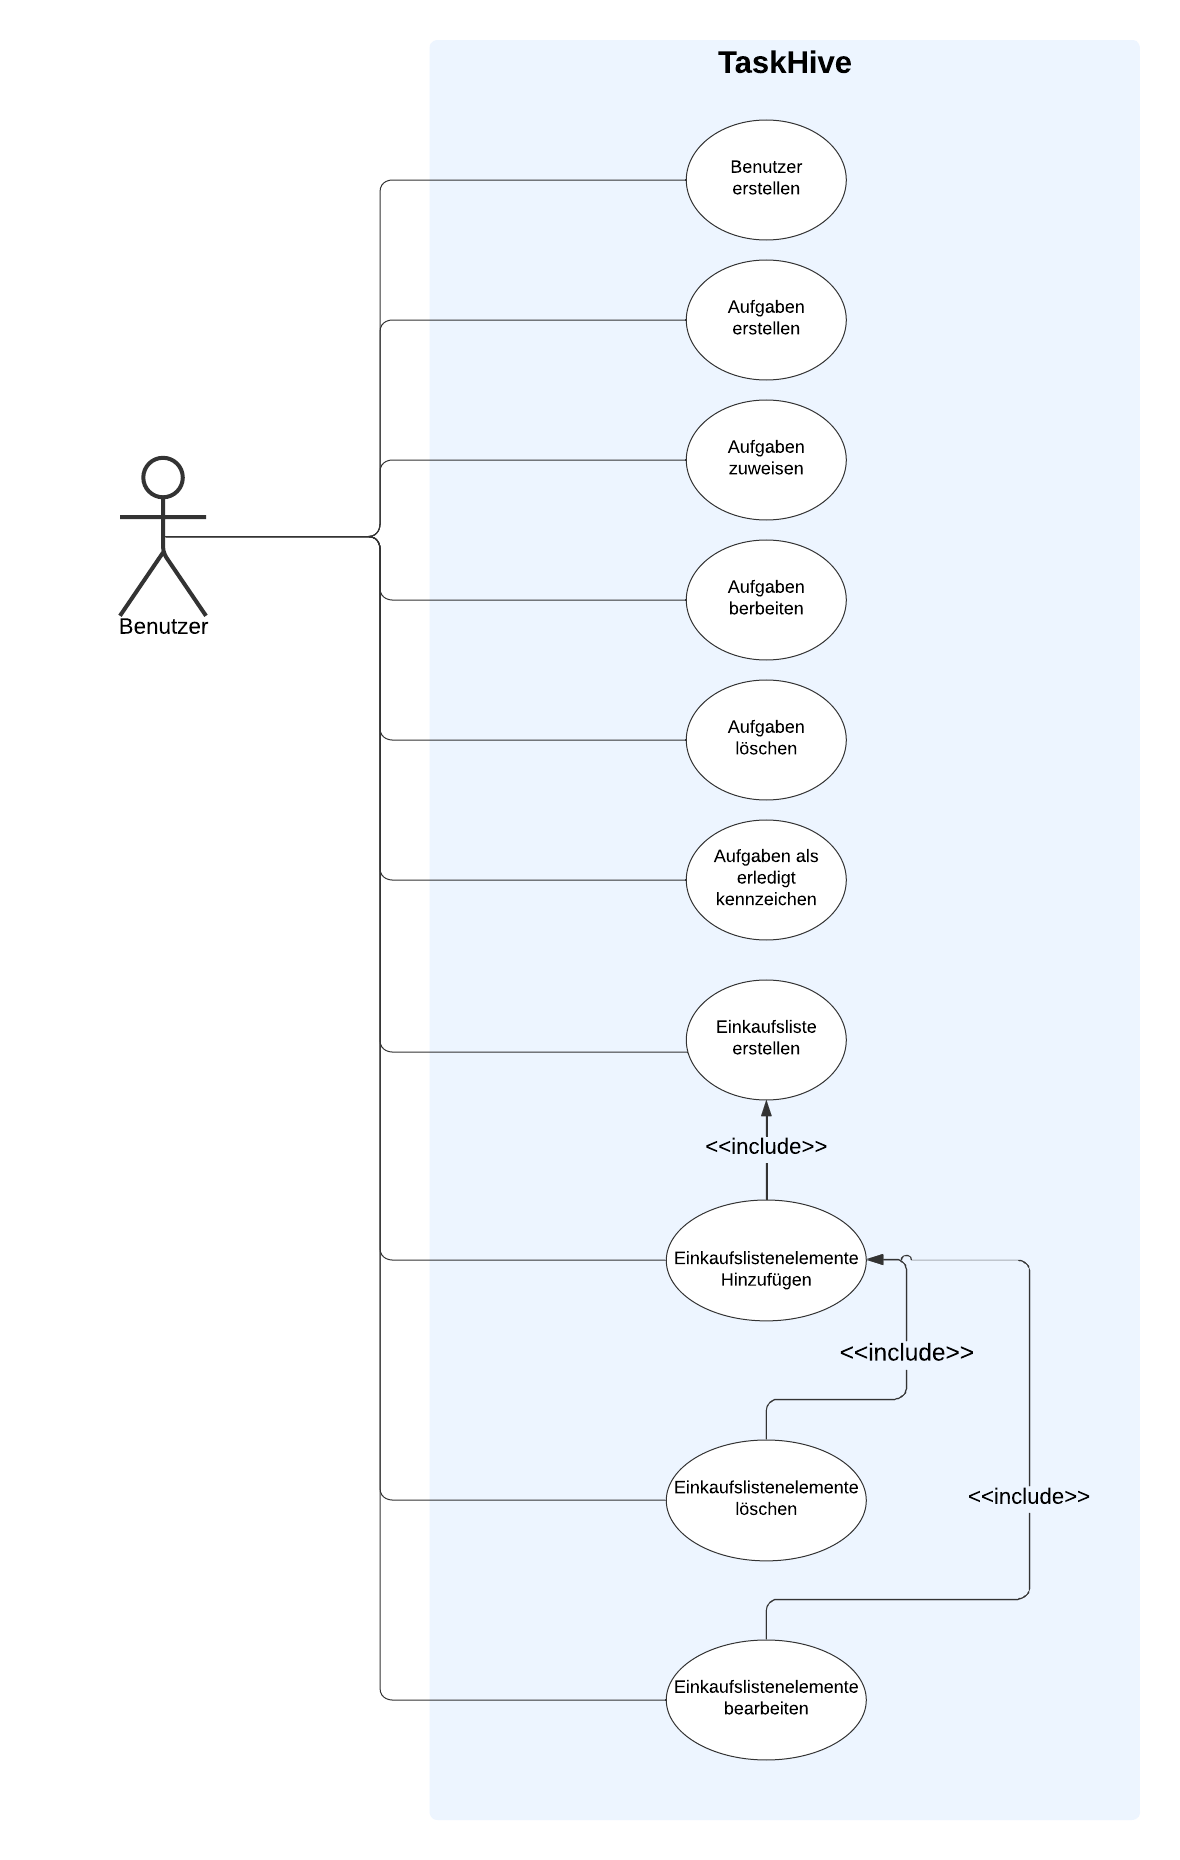 TaskHive
Benutzer
erstellen
Aufgaben
erstellen
Aufgaben
zuweisen
Aufgaben
berbeiten
Benutzer
Aufgaben
löschen
Aufgaben als
erledigt
kennzeichen
Einkaufsliste
erstellen
<<include>>
Einkaufslistenelemente
Hinzufügen
<<include>>
Einkaufslistenelemente
löschen
<<include>>
Einkaufslistenelemente
bearbeiten